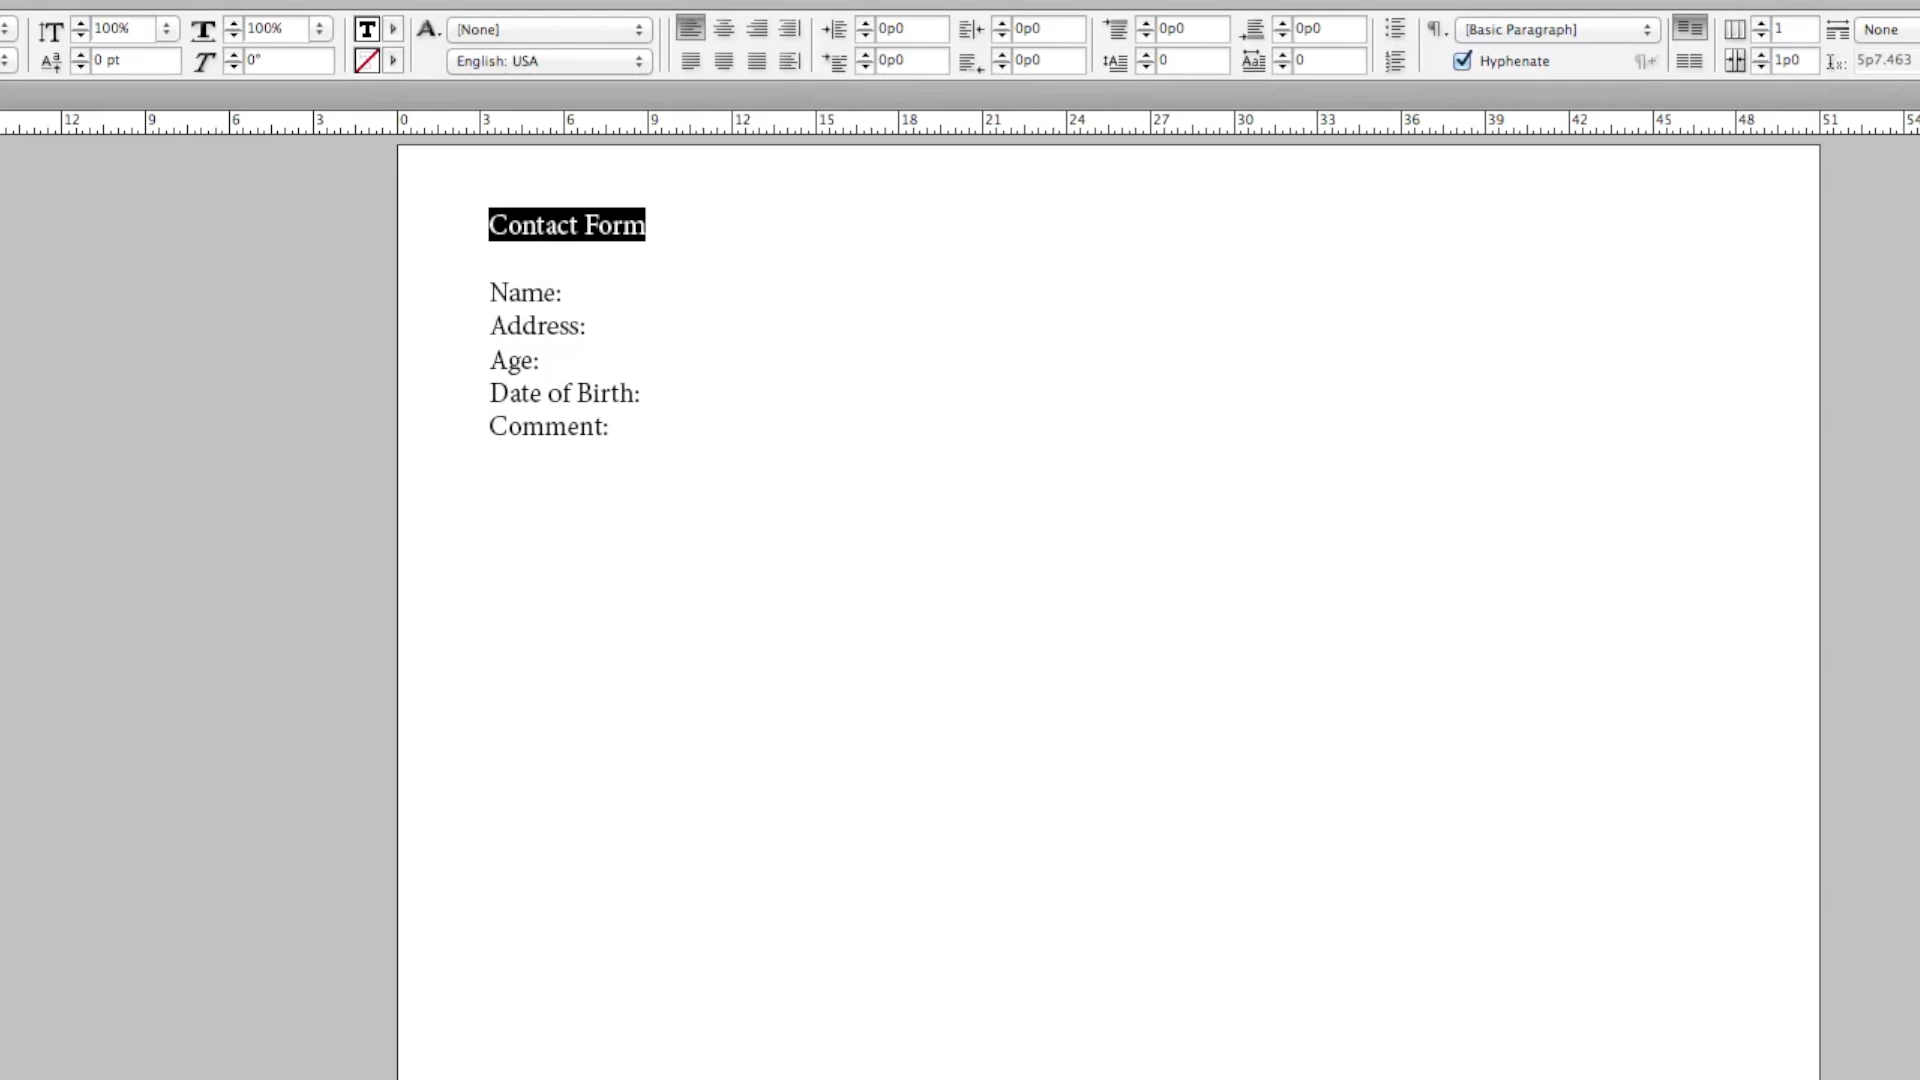 100% 100% [None] 0p0 0p0 0p0 0p0 [Basic Paragraph] 1 None
0 pt 0° English: USA 0p0 0p0 0 0 Hyphenate 1p0 5p7.463
12 9 6 3 0 3 6 9 12 15 18 21 24 27 30 33 36 39 42 45 48 51 54
Contact Form
Name:
Address:
Age:
Date of Birth:
Comment: